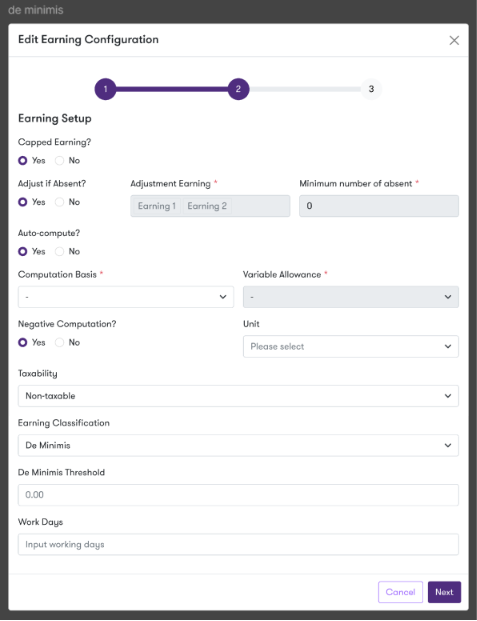 de minimis
Edit Earning Configuration
1 2 3
Earning Setup
Capped Earning?
Yes No
Adjust if Absent? Adjustment Earning * Minimum number of absent *
Yes No Earning 1 Earning 2 0
Auto-compute?
Yes No
Computation Basis * Variable Allowance *
- -
Negative Computation? Unit
Yes No Please select
Taxability
Non-taxable
Earning Classification
De Minimis
De Minimis Threshold
0.00
Work Days
Input working days
Cancel Next